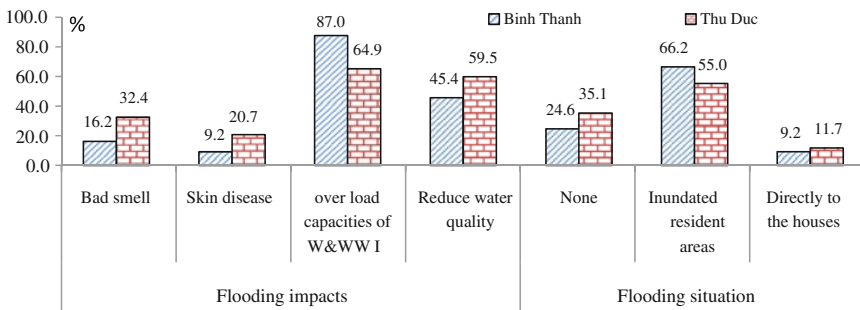 100.0
80.0
60.0
40.0
20.0
0.0
%
Binh Thanh
Thu Duc
16.2
32.4
9.2
20.7
87.0
64.9
45.4
59.5
24.6
35.1
66.2
55.0
9.2
11.7
Bad smell
Skin disease
over load
capacities of
W&WW I
Reduce water
quality
None
Inundated
resident
areas
Directly to
the houses
Flooding impacts
Flooding situation